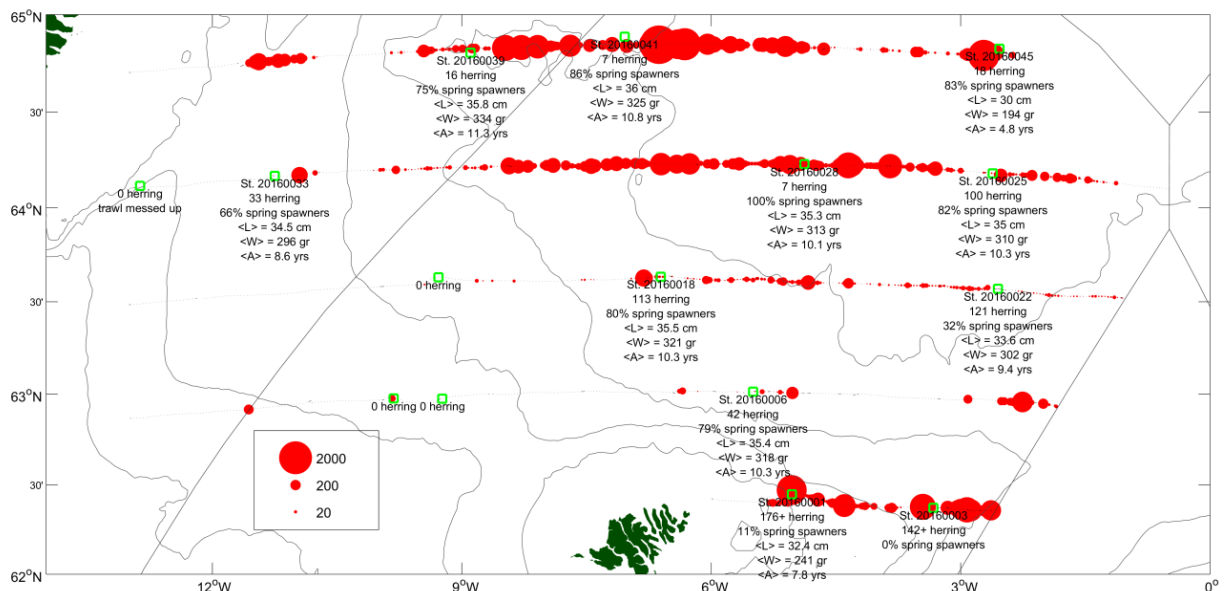 65°N
St. 20160039
16 herring
75% spring spawners
<L> = 35.8 cm
<W> = 334 gr
<A> = 11.3 yrs
St. 20160041
7 herring
86% spring spawners
<L> = 36 cm
<W> = 325 gr
<A> = 10.8 yrs
St. 20160045
18 herring
83% spring spawners
<L> = 30 cm
<W> = 194 gr
<A> = 4.8 yrs
30'
64°N
0 herring
trawl messed up
St. 20160033
33 herring
66% spring spawners
<L> = 34.5 cm
<W> = 296 gr
<A> = 8.6 yrs
St. 20160028
7 herring
100% spring spawners
<L> = 35.3 cm
<W> = 313 gr
<A> = 10.1 yrs
St. 20160025
100 herring
82% spring spawners
<L> = 35 cm
<W> = 310 gr
<A> = 10.3 yrs
30'
0 herring
St. 20160018
113 herring
80% spring spawners
<L> = 35.5 cm
<W> = 321 gr
<A> = 10.3 yrs
St. 20160022
121 herring
32% spring spawners
<L> = 33.6 cm
<W> = 302 gr
<A> = 9.4 yrs
63°N
0 herring
0 herring
St. 20160006
42 herring
79% spring spawners
<L> = 35.4 cm
<W> = 318 gr
<A> = 10.3 yrs
2000
200
20
30'
St. 20160001
176+ herring
11% spring spawners
<L> = 32.4 cm
<W> = 241 gr
<A> = 7.8 yrs
St. 20160003
142+ herring
0% spring spawners
62°N
12°W
9°W
6°W
3°W
0°